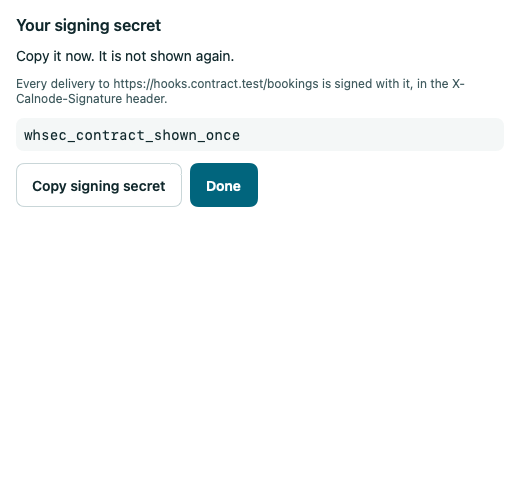 Your signing secret
Copy it now. It is not shown again.
Every delivery to https://hooks.contract.test/bookings is signed with it, in the X-
Calnode-Signature header.
whsec_contract_shown_once
Copy signing secret
Done